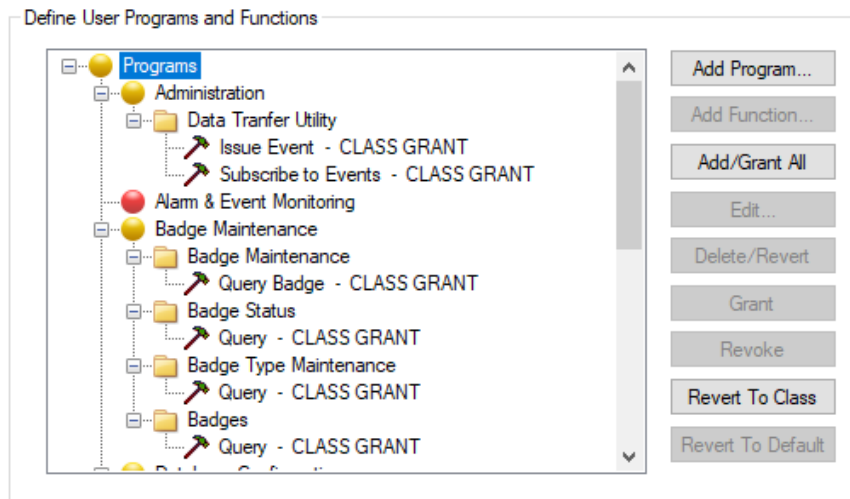 Define User Programs and Functions
Programs
Administration
Data Tranfer Utility
Issue Event - CLASS GRANT
Subscribe to Events - CLASS GRANT
Alarm & Event Monitoring
Badge Maintenance
Badge Maintenance
Query Badge - CLASS GRANT
Badge Status
Query - CLASS GRANT
Badge Type Maintenance
Query - CLASS GRANT
Badges
Query - CLASS GRANT
Add Program...
Add Function...
Add/Grant All
Edit...
Delete/Revert
Grant
Revoke
Revert To Class
Revert To Default